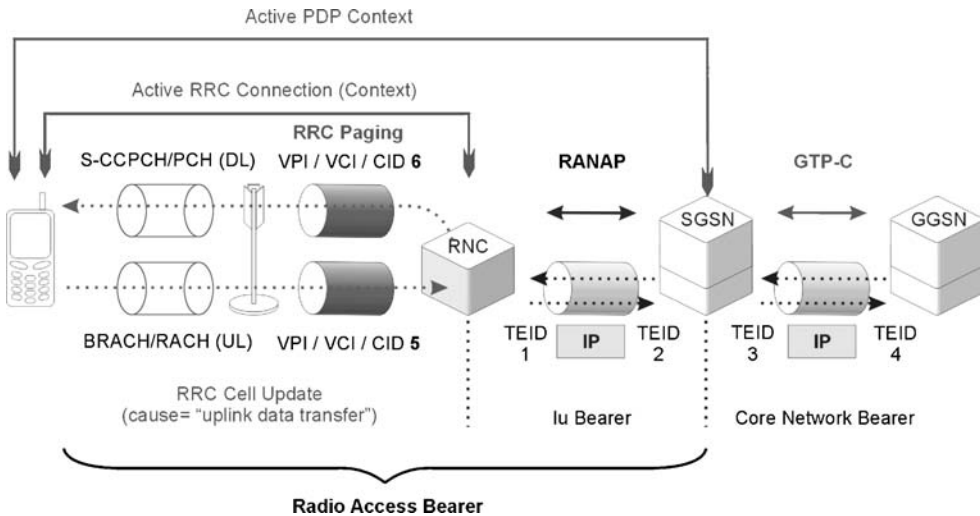 Active PDP Context
Active RRC Connection (Context)
RRC Paging
S-CCPCH/PCH (DL)
VPI / VCI / CID 6
RANAP
GTP-C
RNC
SGSN
GGSN
BRACH/RACH (UL)
VPI / VCI / CID 5
TEID
1
IP
TEID
2
TEID
3
IP
TEID
4
RRC Cell Update
(cause= “uplink data transfer”)
Iu Bearer
Core Network Bearer
Radio Access Bearer